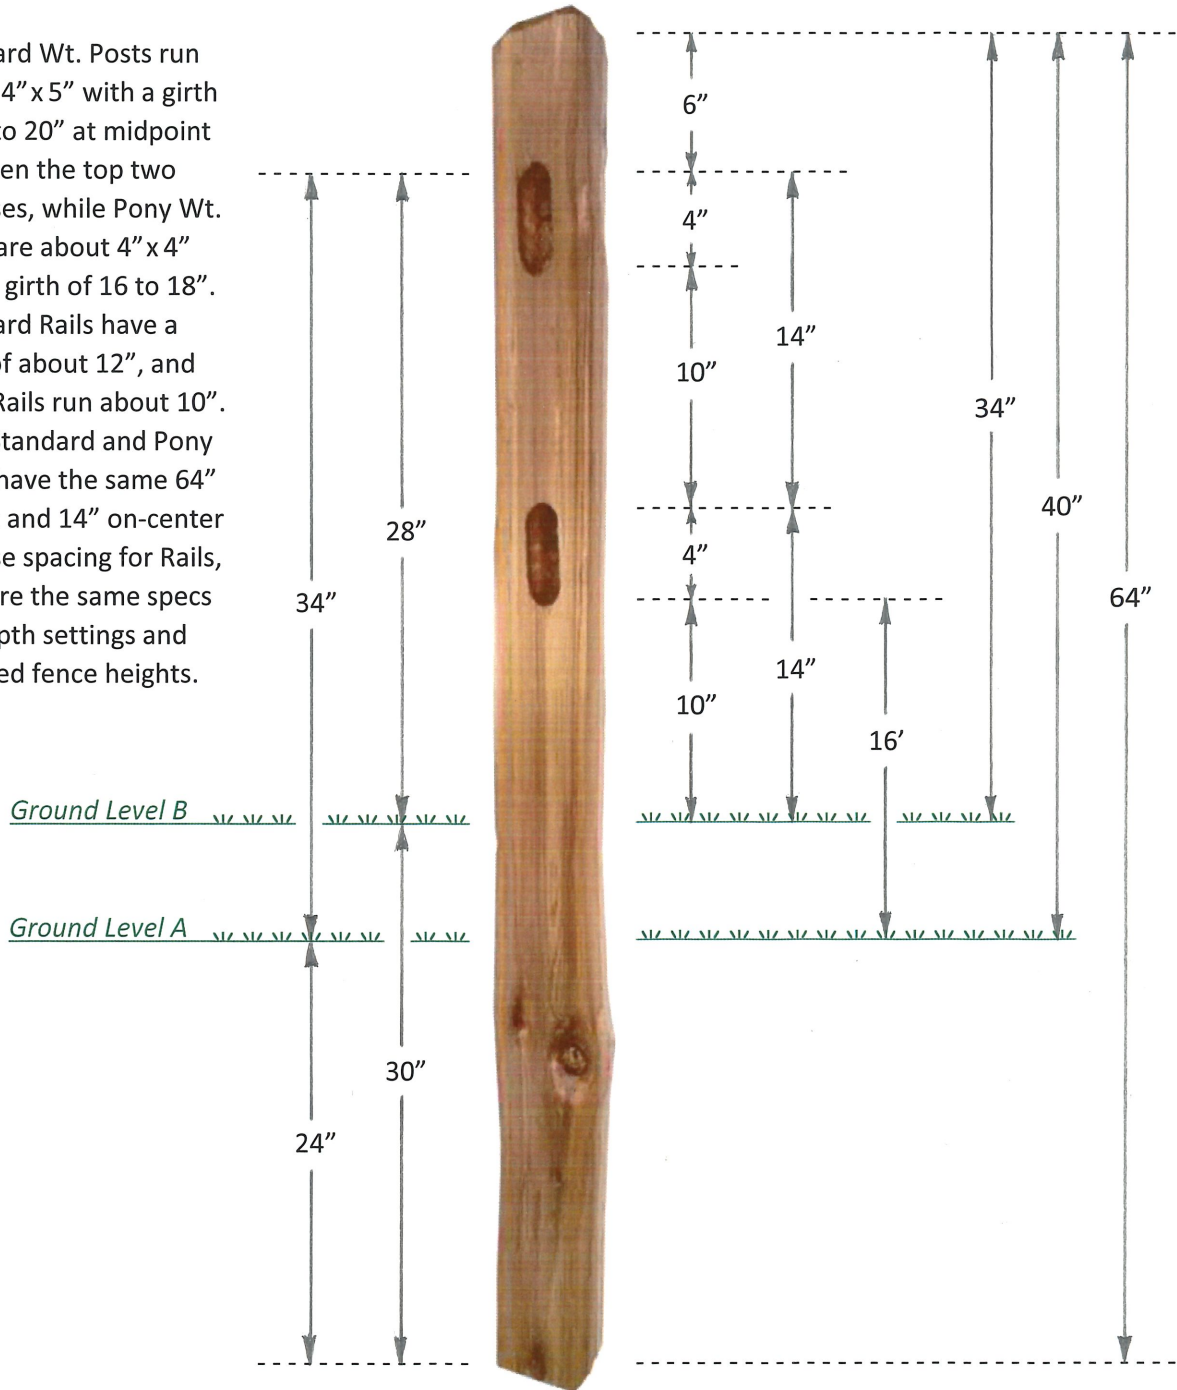 ard Wt. Posts run
4” x 5” with a girth
to 20” at midpoint
en the top two
es, while Pony Wt.
are about 4” x 4”
girth of 16 to 18”.
ard Rails have a
of about 12”, and
Rails run about 10”.
tandard and Pony
have the same 64”
and 14” on-center
e spacing for Rails,
re the same specs
pth settings and
ed fence heights.
6”
4”
10”
14”
34”
40”
64”
28”
34”
4”
10”
14”
16’
Ground Level B
Ground Level A
30”
24”